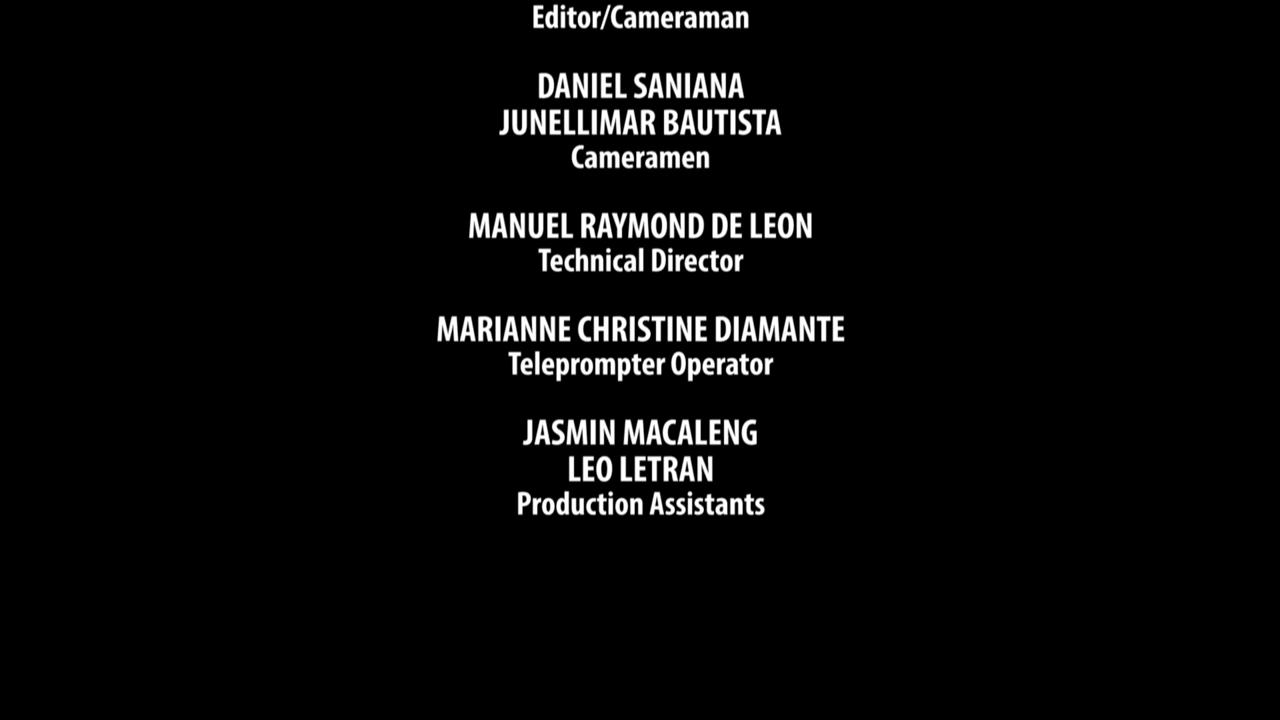 Editor/Cameraman
DANIEL SANIANA
JUNELLIMAR BAUTISTA
Cameramen
MANUEL RAYMOND DE LEON
Technical Director
MARIANNE CHRISTINE DIAMANTE
Teleprompter Operator
JASMIN MACALENG
LEO LETRAN
Production Assistants